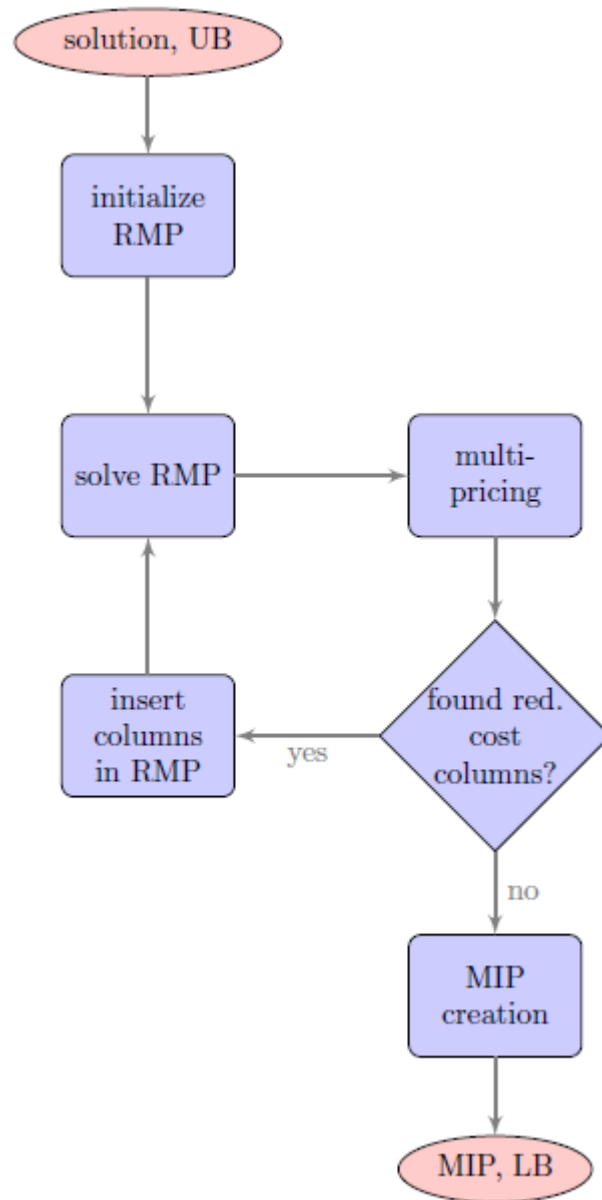 solution, UB
initialize
RMP
solve RMP
multi-
pricing
found red.
cost
columns?
yes
insert
columns
in RMP
no
MIP
creation
MIP, LB